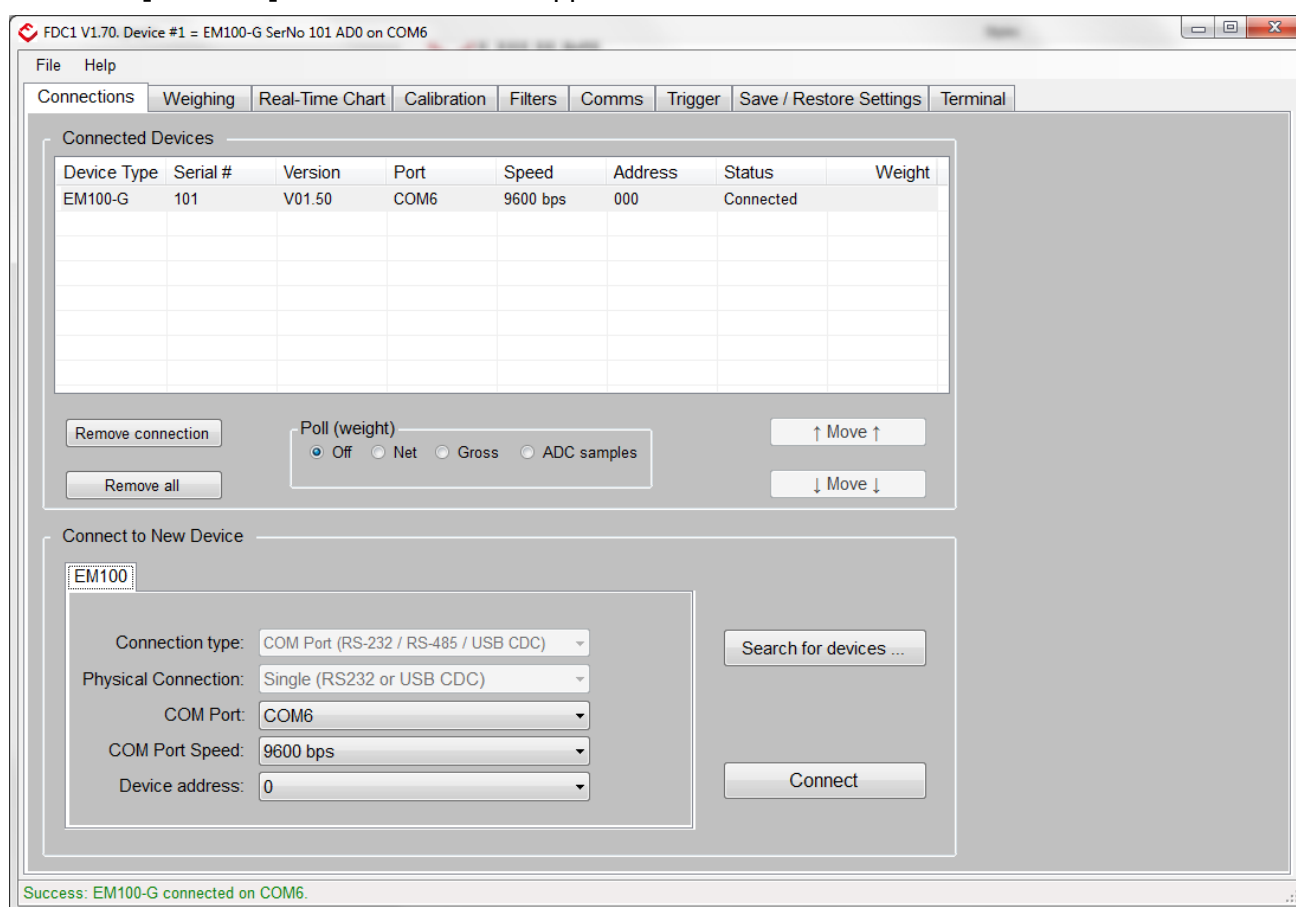 FDC1 V1.70. Device #1 = EM100-G SerNo 101 AD0 on COM6
File Help
Connections Weighing Real-Time Chart Calibration Filters Comms Trigger Save / Restore Settings Terminal
Connected Devices
Device Type Serial # Version Port Speed Address Status Weight
EM100-G 101 V01.50 COM6 9600 bps 000 Connected
Remove connection
Poll (weight)
Off Net Gross ADC samples
↑ Move ↑
Remove all
↓ Move ↓
Connect to New Device
EM100
Connection type: COM Port (RS-232 / RS-485 / USB CDC)
Search for devices ...
Physical Connection: Single (RS232 or USB CDC)
COM Port: COM6
COM Port Speed: 9600 bps
Device address: 0
Connect
Success: EM100-G connected on COM6.